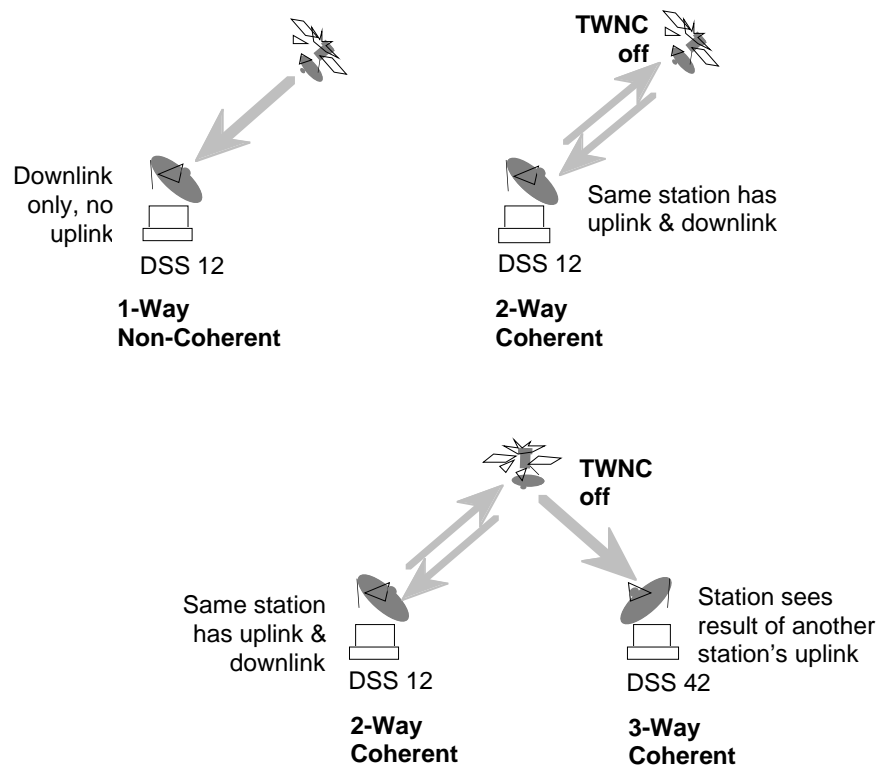 Downlink
only, no
uplink
DSS 12
1-Way
Non-Coherent
TWNC
off
Same station has
uplink & downlink
DSS 12
2-Way
Coherent
TWNC
off
Same station
has uplink &
downlink
DSS 12
2-Way
Coherent
Station sees
result of another
station’s uplink
DSS 42
3-Way
Coherent